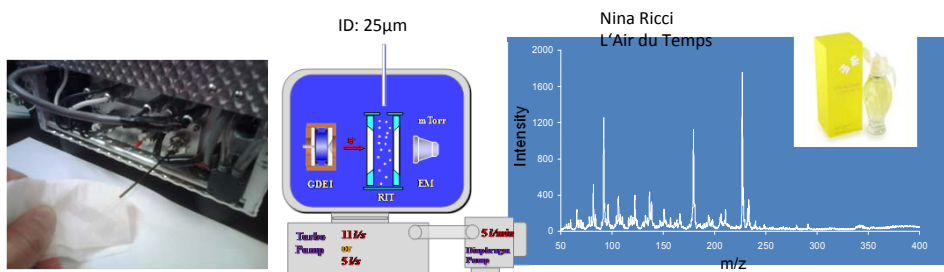 ID: 25µm
mTorr
e-
GDEI
RIT
EM
Turbo 11 l/s
Pump or
5 l/s
5 l/min
Diaphragm
Pump
Nina Ricci
L‘Air du Temps
Intensity
2000
1600
1200
800
400
0
50 100 150 200 250 300 350 400
m/z